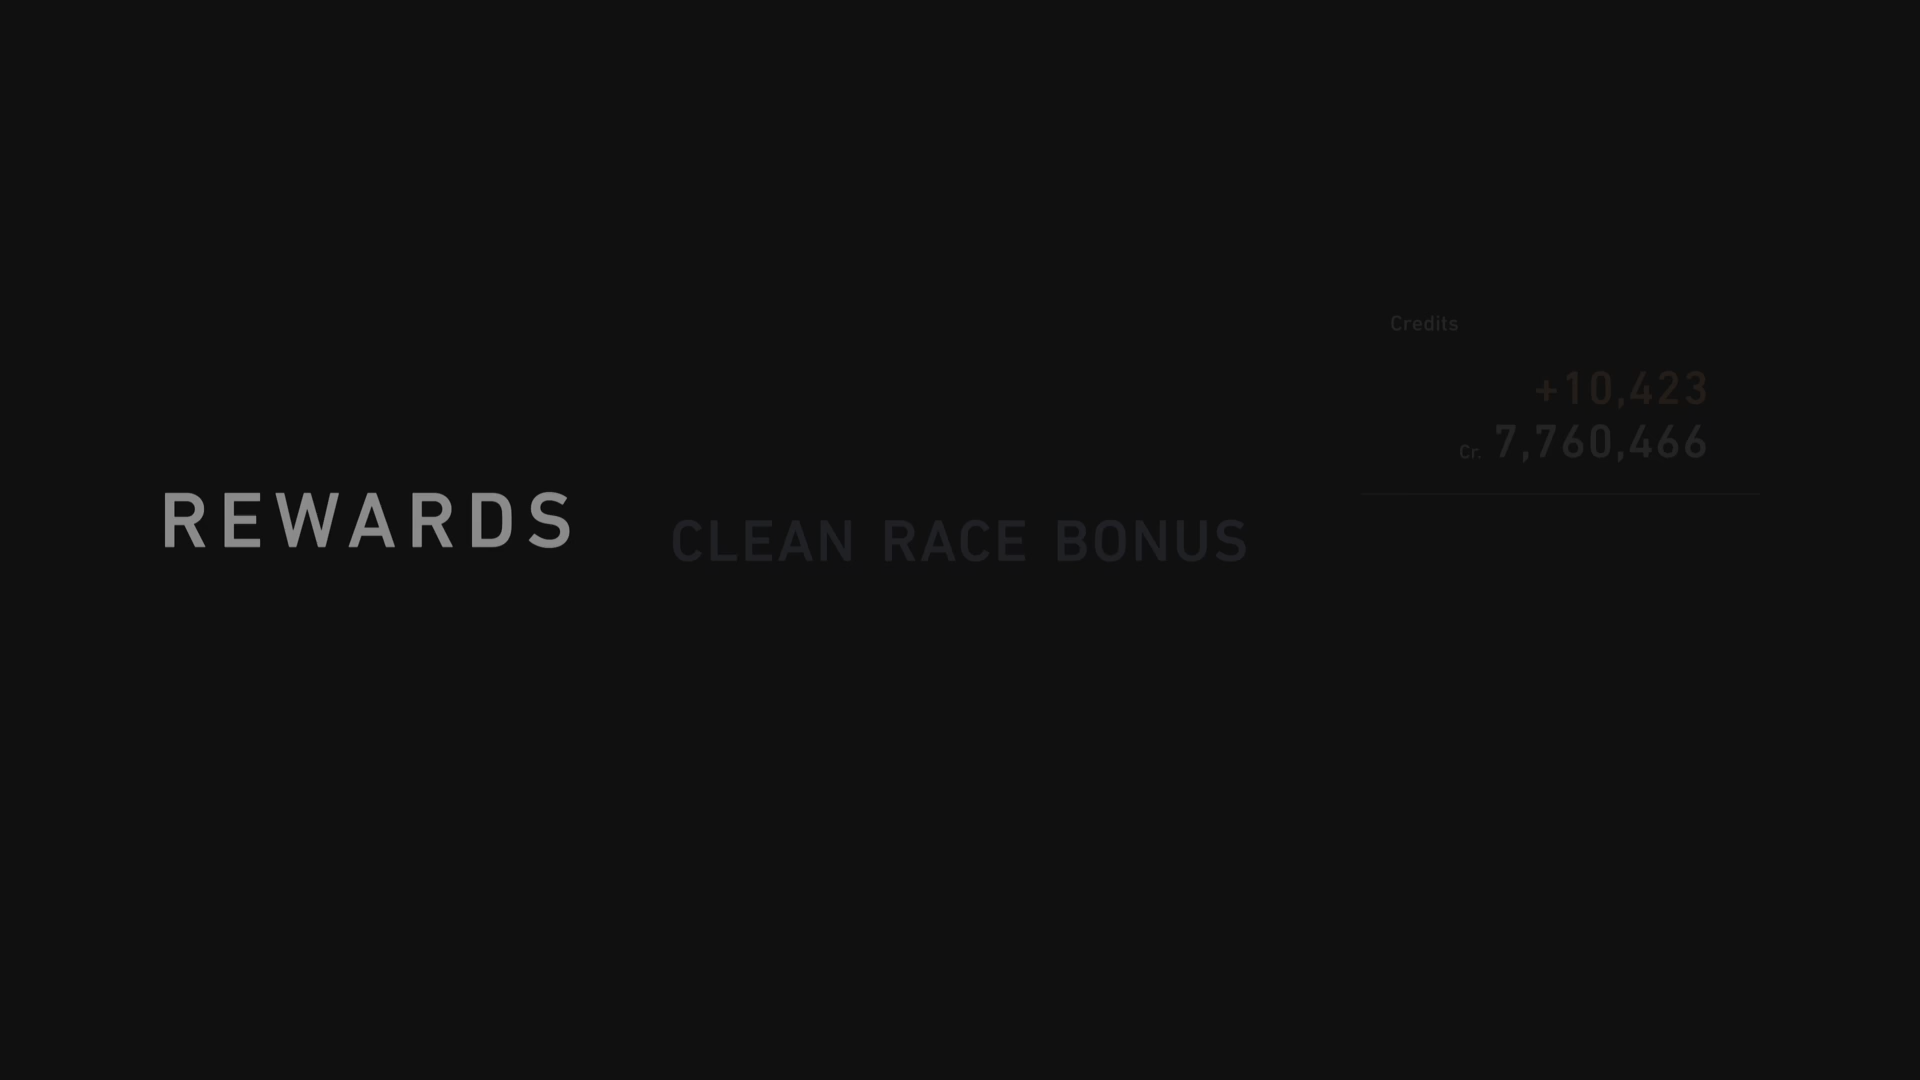 REWARDS
CLEAN RACE BONUS
Credits
+10,423
Cr. 7,760,466